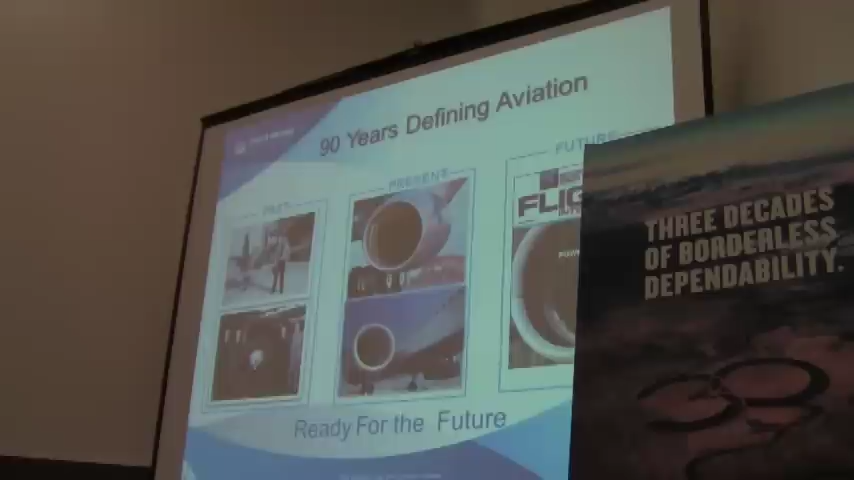 90 Years Defining Aviation
PAST
PRESENT
FUTURE
FLIG
THREE DECADES
OF BORDERLESS
DEPENDABILITY.
Ready For the Future